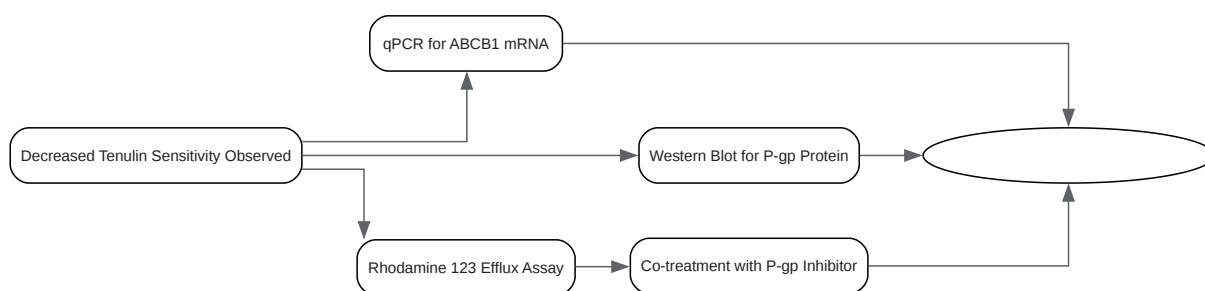 qPCR for ABCB1 mRNA
Decreased Tenulin Sensitivity Observed
Western Blot for P-gp Protein
Rhodamine 123 Efflux Assay
Co-treatment with P-gp Inhibitor